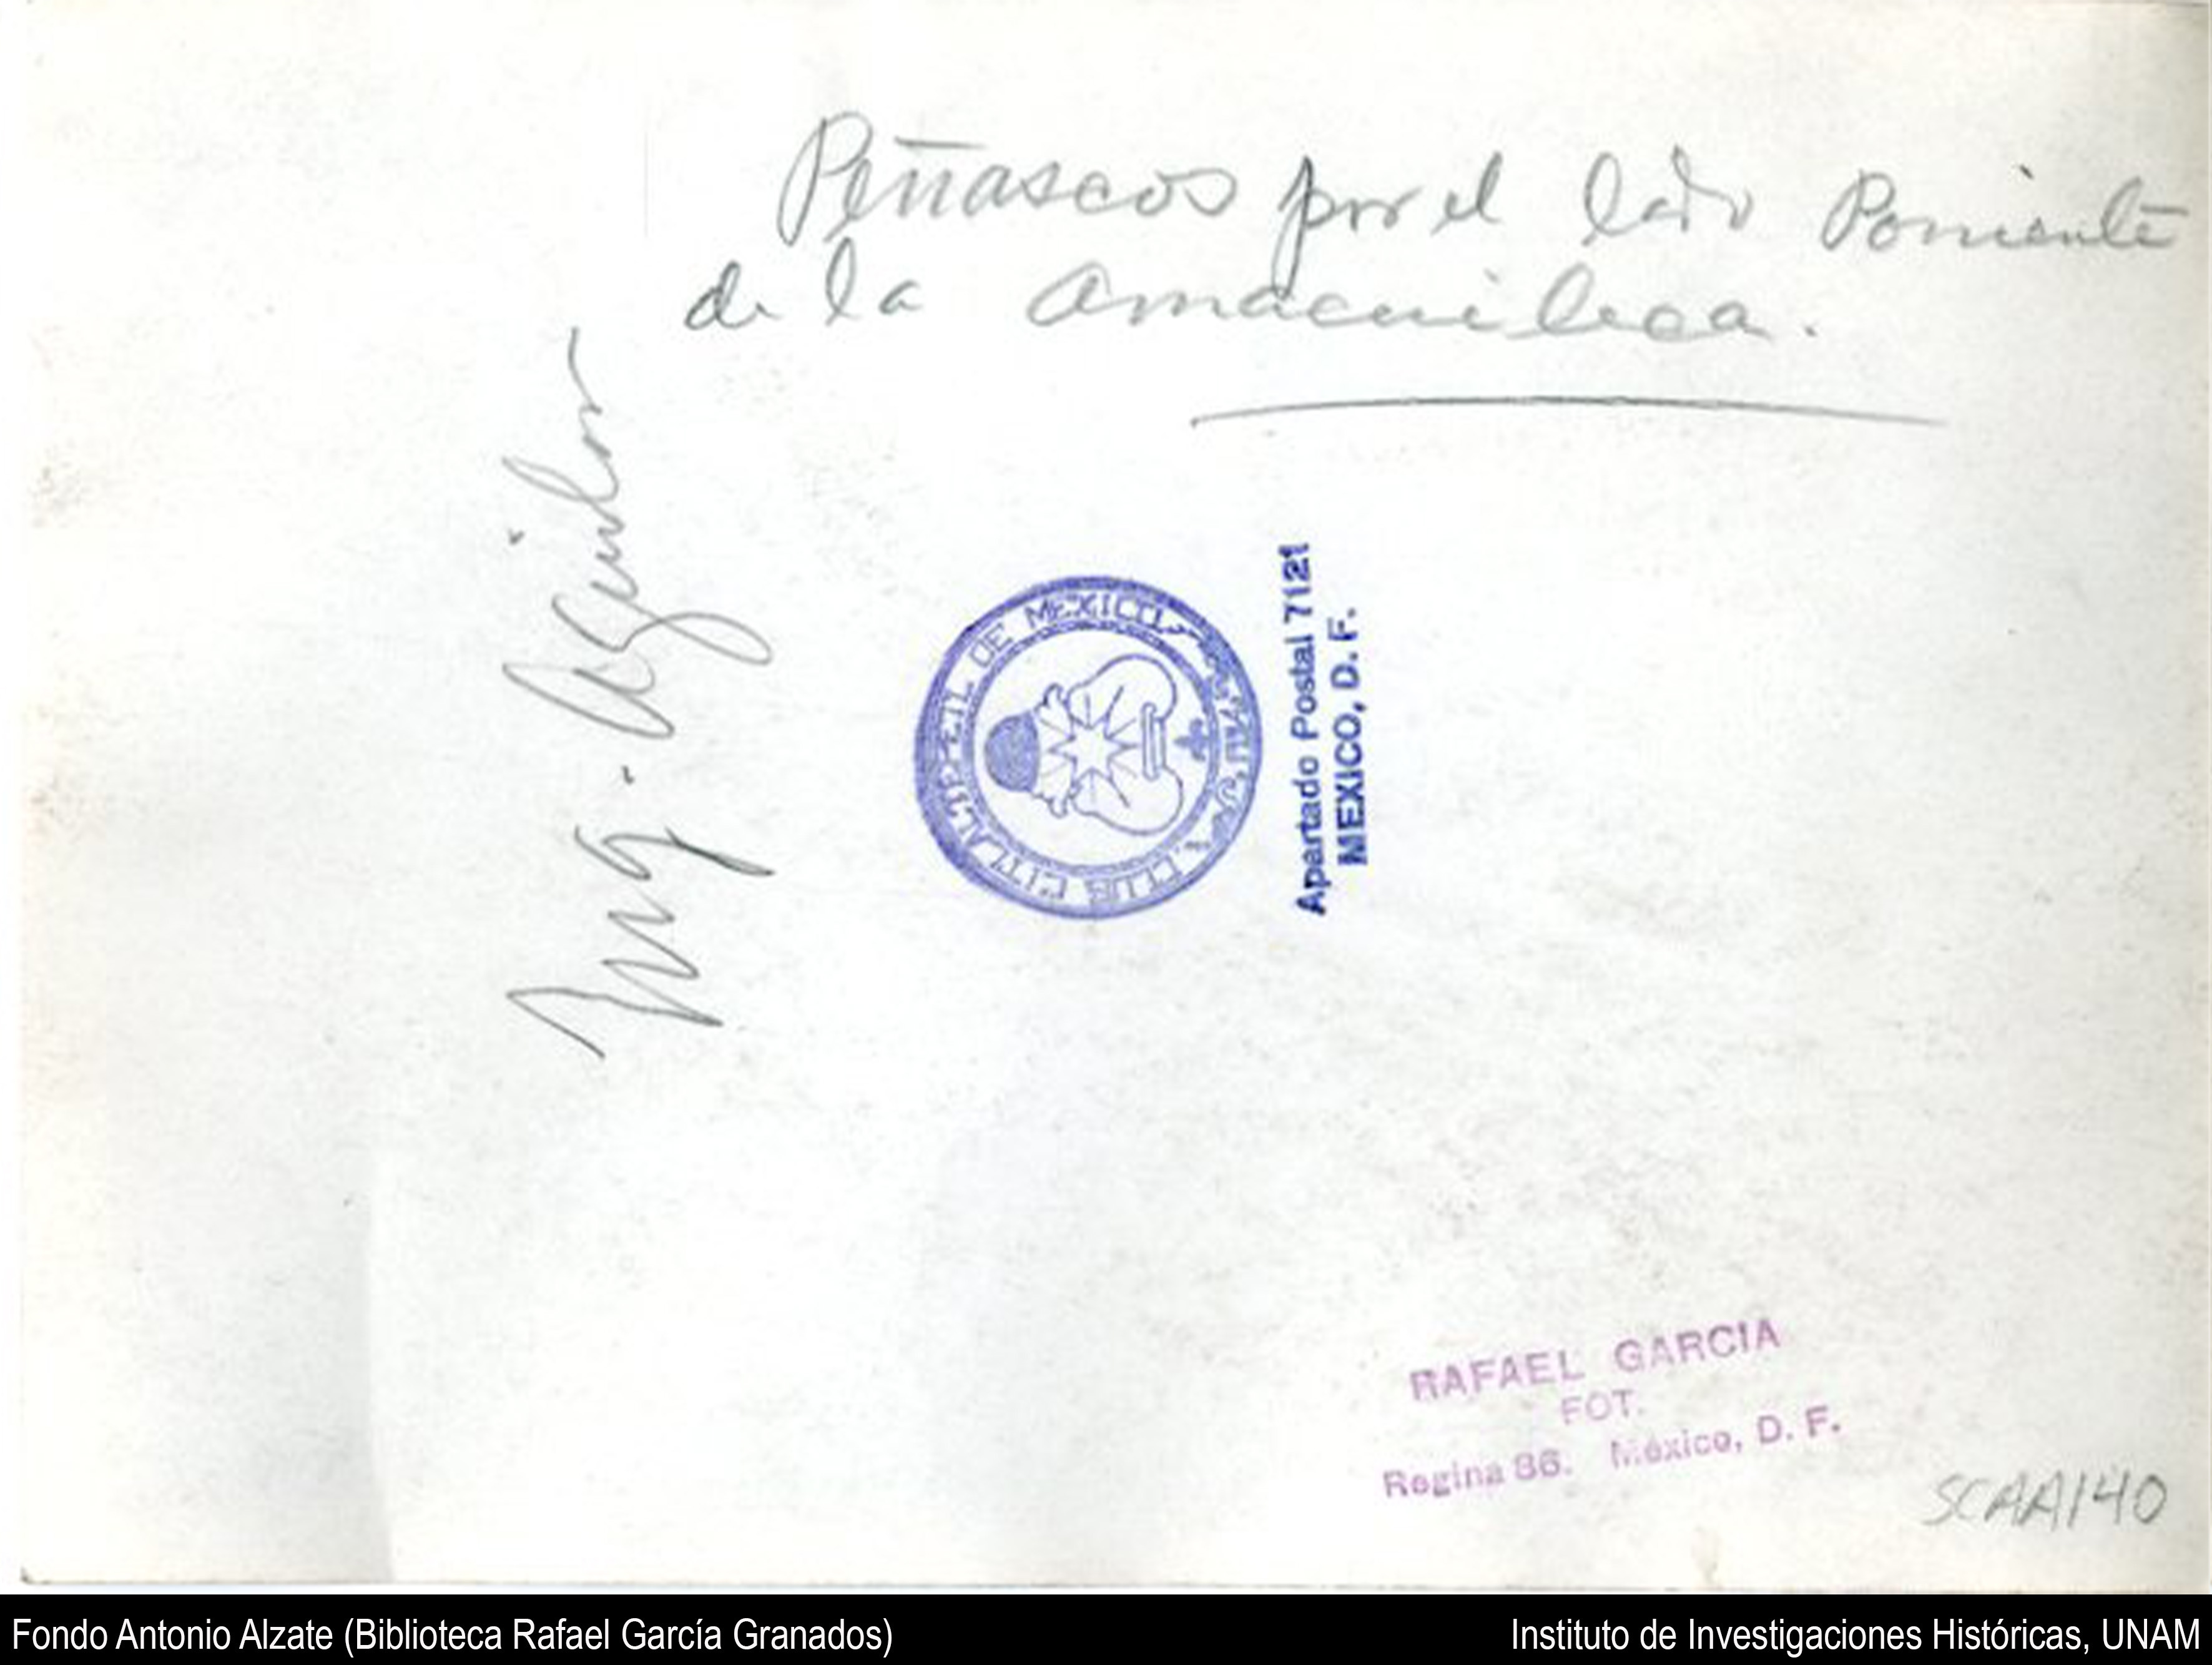 Peñascos por el lado Poniente
de la Amacuileca.
Ing. Aguilar
CLUB CITLALTEPETL DE MEXICO
Apartado Postal 7121
MEXICO, D. F.
RAFAEL GARCIA
FOT.
Regina 86. México, D. F.
SCAA140
Fondo Antonio Alzate (Biblioteca Rafael García Granados)
Instituto de Investigaciones Históricas, UNAM